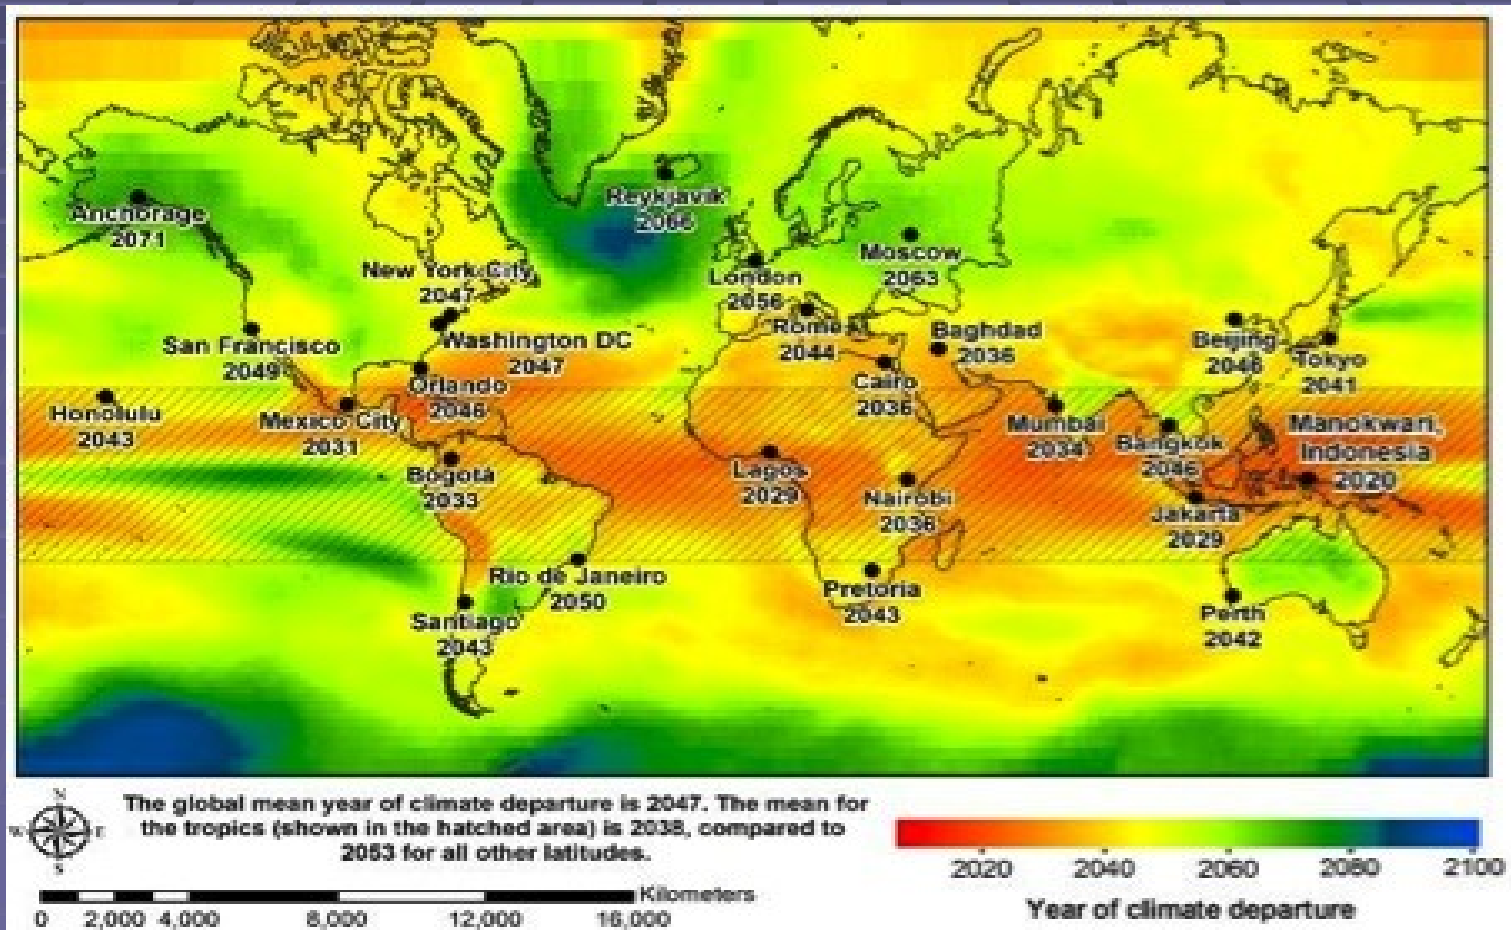 Anchorage
2071
Reykjavik
2066
New York City
2047
London
2056
Moscow
2063
San Francisco
2049
Washington DC
2047
Rome
2044
Baghdad
2036
Beijing
2046
Tokyo
2041
Orlando
2046
Cairo
2036
Honolulu
2043
Mexico City
2031
Mumbai
2034
Bangkok
2046
Manokwari,
Indonesia
2020
Bogotá
2033
Lagos
2029
Nairobi
2036
Jakarta
2029
Rio de Janeiro
2050
Pretoria
2043
Santiago
2043
Perth
2042
N
W E
S
The global mean year of climate departure is 2047. The mean for
the tropics (shown in the hatched area) is 2038, compared to
2053 for all other latitudes.
Kilometers
0 2,000 4,000 8,000 12,000 16,000
2020 2040 2060 2080 2100
Year of climate departure